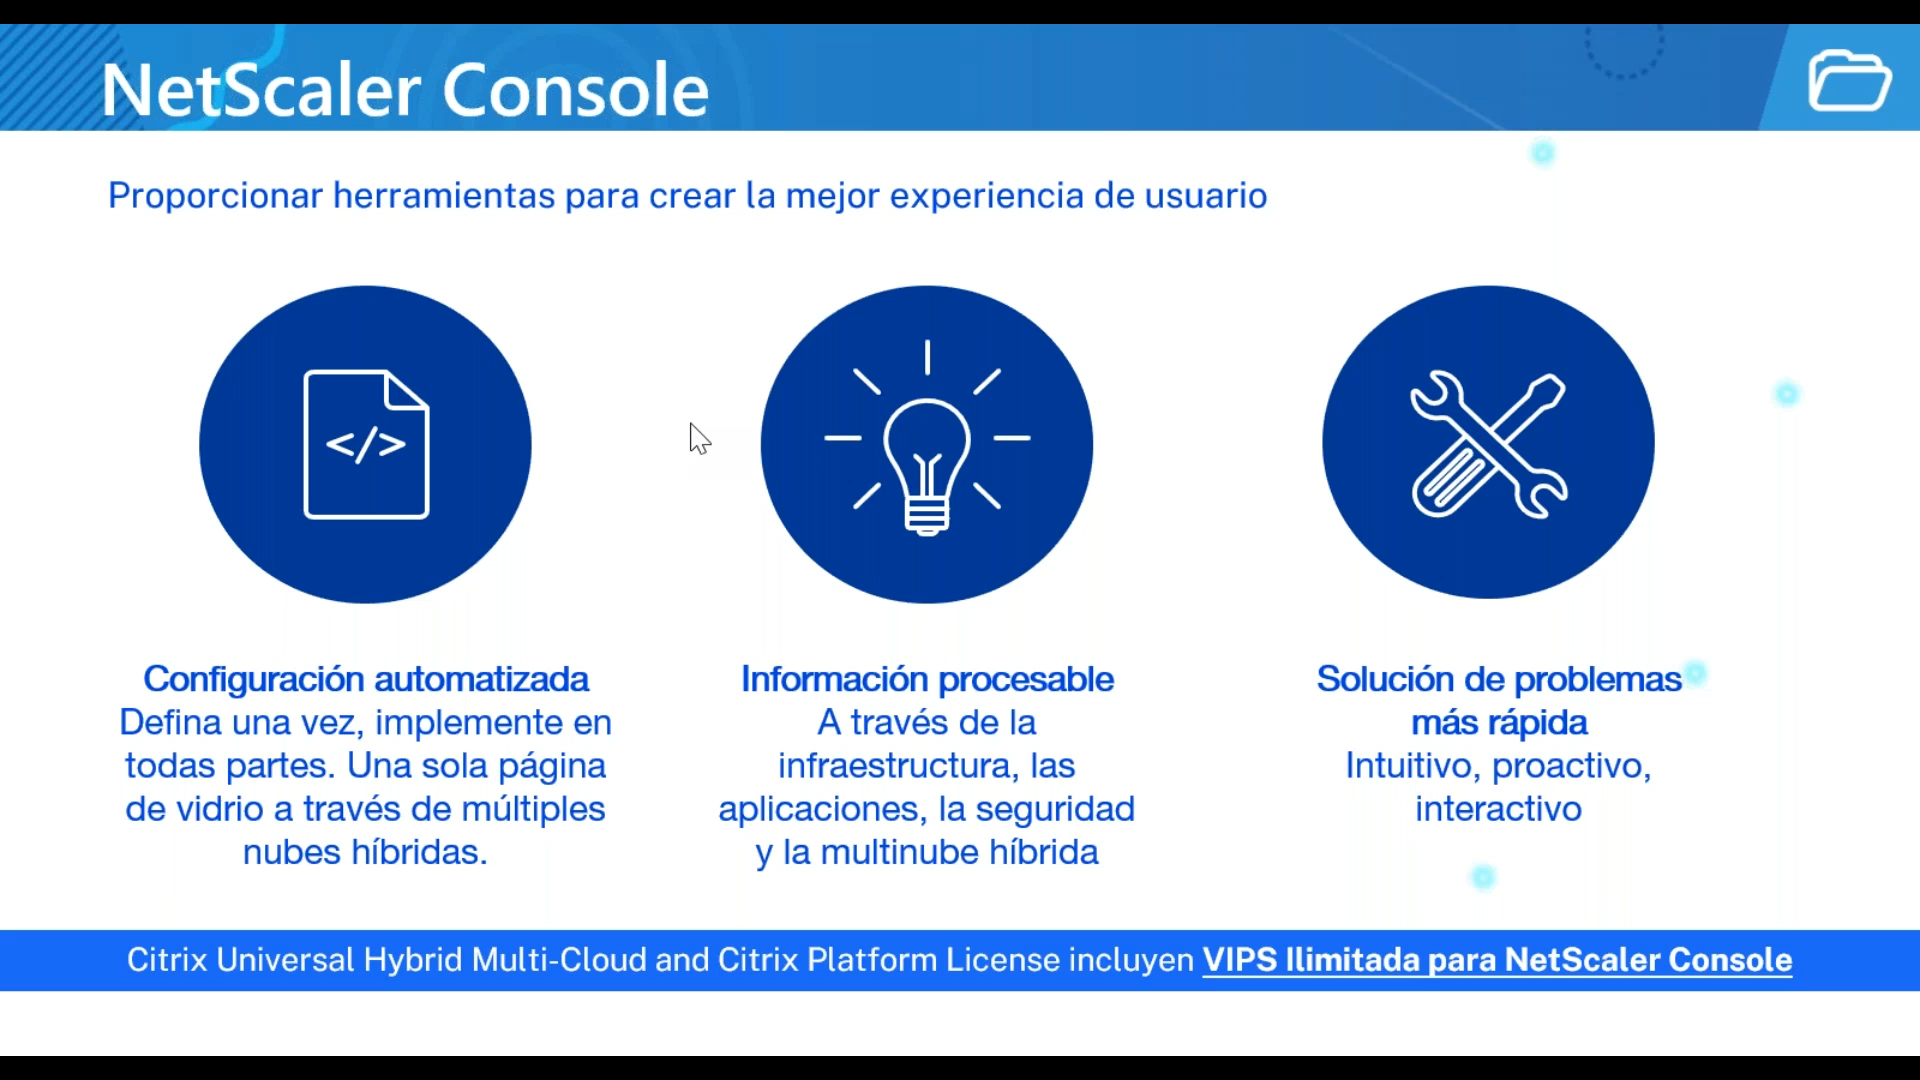 NetScaler Console
Proporcionar herramientas para crear la mejor experiencia de usuario
</>
Configuración automatizada
Defina una vez, implemente en
todas partes. Una sola página
de vidrio a través de múltiples
nubes híbridas.
Información procesable
A través de la
infraestructura, las
aplicaciones, la seguridad
y la multinube híbrida
Solución de problemas
más rápida
Intuitivo, proactivo,
interactivo
Citrix Universal Hybrid Multi-Cloud and Citrix Platform License incluyen VIPS Ilimitada para NetScaler Console